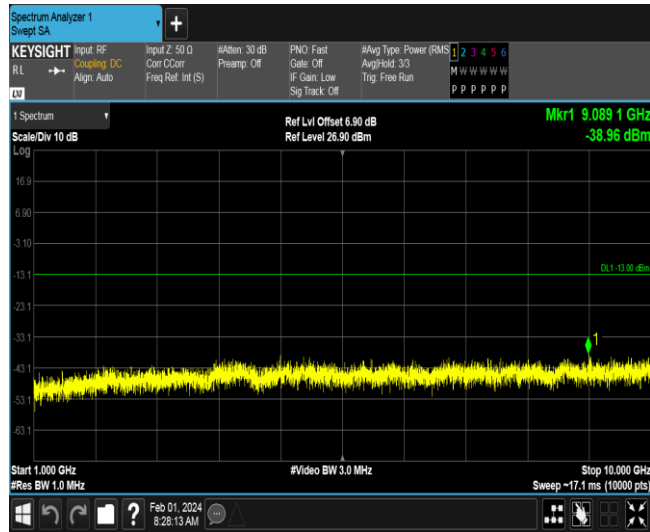 Spectrum Analyzer 1
Swept SA
+
KEYSIGHT Input: RF Input Z: 50 Ω #Atten: 30 dB PNO: Fast #Avg Type: Power (RMS 1 2 3 4 5 6
RL Coupling: DC Corr CCorr Preamp: Off Gate: Off Avg|Hold: 3/3 M W W W W W
Align: Auto Freq Ref: Int (S) IF Gain: Low Trig: Free Run
LXI Sig Track: Off P P P P P P
1 Spectrum Ref Lvl Offset 6.90 dB Mkr1 9.089 1 GHz
Scale/Div 10 dB Ref Level 26.90 dBm -38.96 dBm
Log
16.9
6.90
-3.10
DL1 -13.00 dBm
-13.1
-23.1
-33.1
1
-43.1
-53.1
-63.1
Start 1.000 GHz #Video BW 3.0 MHz Stop 10.000 GHz
#Res BW 1.0 MHz Sweep ~17.1 ms (10000 pts)
? Feb 01, 2024
8:28:13 AM